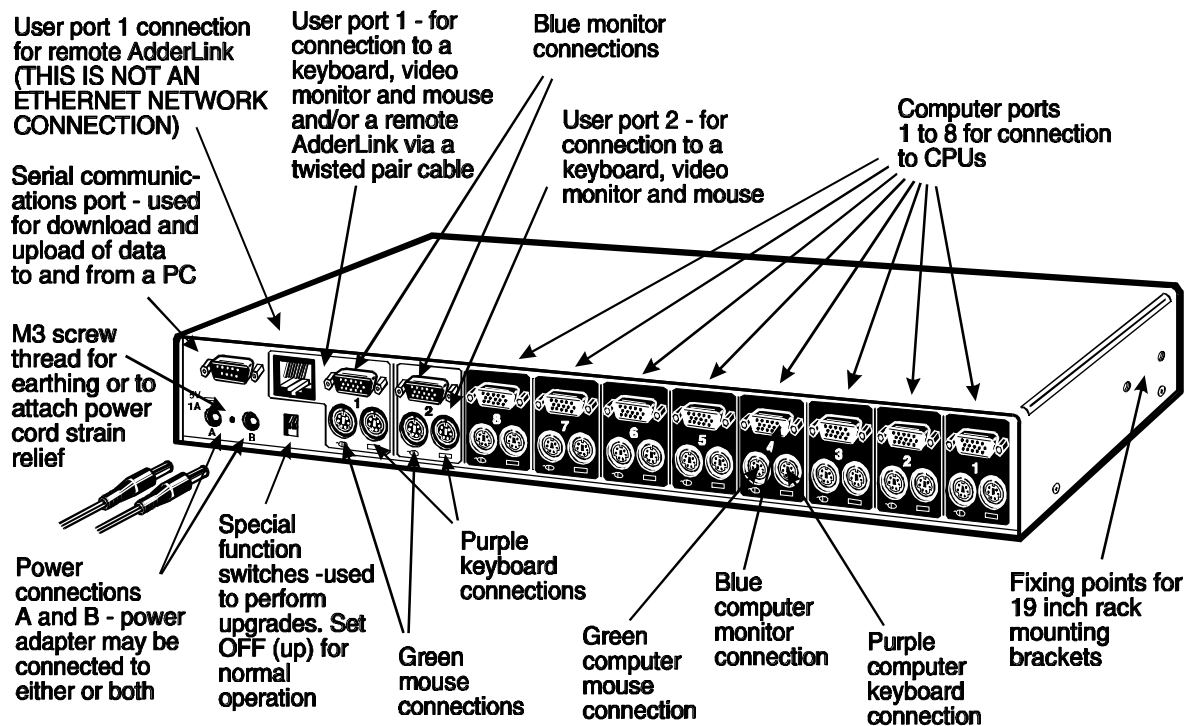 User port 1 connection
for remote AdderLink
(THIS IS NOT AN
ETHERNET NETWORK
CONNECTION)
User port 1 - for
connection to a
keyboard, video
monitor and mouse
and/or a remote
AdderLink via a
twisted pair cable
Blue monitor
connections
User port 2 - for
connection to a
keyboard, video
monitor and mouse
Computer ports
1 to 8 for connection
to CPUs
Serial communic-
ations port - used
for download and
upload of data
to and from a PC
M3 screw
thread for
earthing or to
attach power
cord strain
relief
5V
1A
A
B
1
2
8
7
6
5
4
3
2
1
Power
connections
A and B - power
adapter may be
connected to
either or both
Special
function
switches -used
to perform
upgrades. Set
OFF (up) for
normal
operation
Green
mouse
connections
Purple
keyboard
connections
Green
computer
mouse
connection
Blue
computer
monitor
connection
Purple
computer
keyboard
connection
Fixing points for
19 inch rack
mounting
brackets